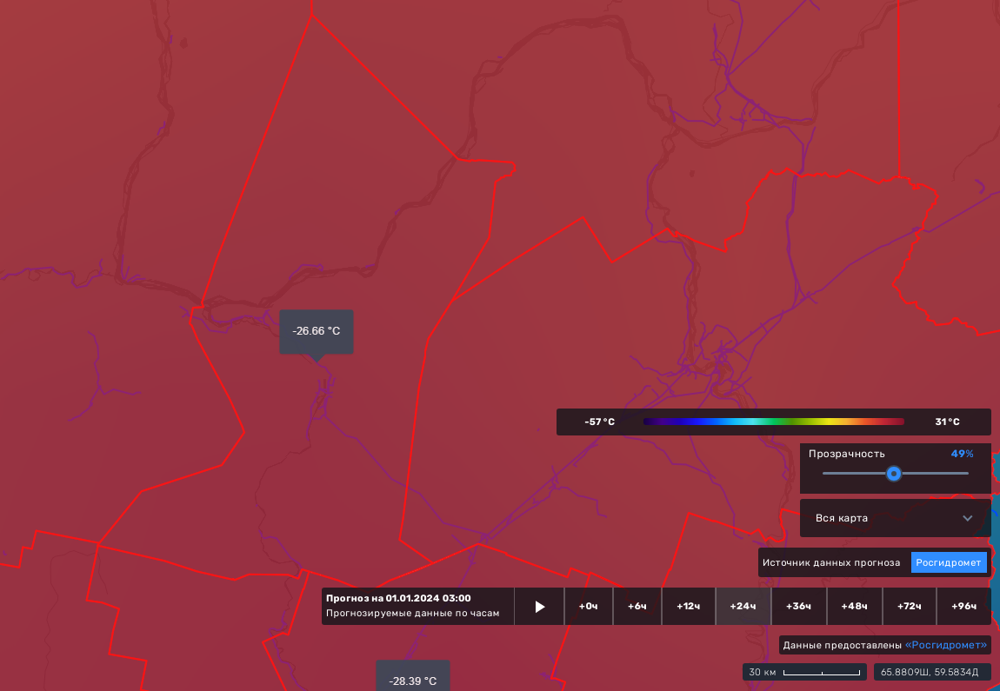 -26.66 °C
-57 °C
31 °C
Прозрачность
49%
Вся карта
Источник данных прогноза
Росгидромет
Прогноз на 01.01.2024 03:00
Прогнозируемые данные по часам
+0ч
+6ч
+12ч
+24ч
+36ч
+48ч
+72ч
+96ч
Данные предоставлены «Росгидромет»
30 км
65.8809Ш, 59.5834Д
-28.39 °C